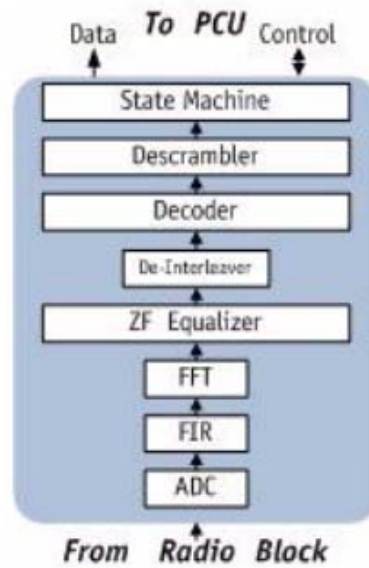 To PCU
Data Control
State Machine
Descrambler
Decoder
De-Interleaver
ZF Equalizer
FFT
FIR
ADC
From Radio Block